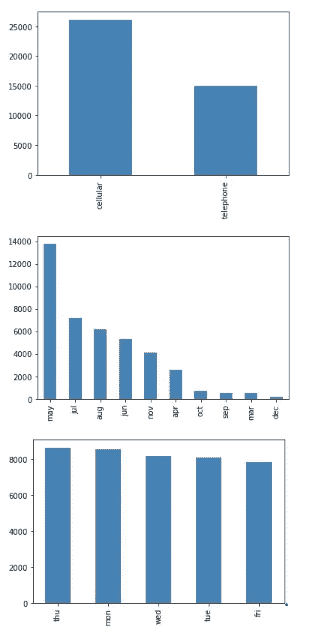 25000
20000
15000
10000
5000
0
cellular
telephone
14000
12000
10000
8000
6000
4000
2000
0
may
jul
aug
jun
nov
apr
oct
sep
mar
dec
8000
6000
4000
2000
0
thu
mon
wed
tue
fri